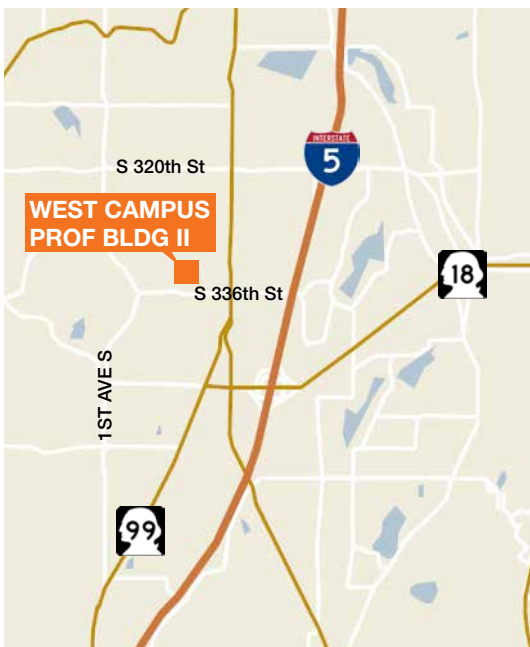 INTERSTATE
5
S 320th St
WEST CAMPUS
PROF BLDG II
18
S 336th St
1ST AVE S
99